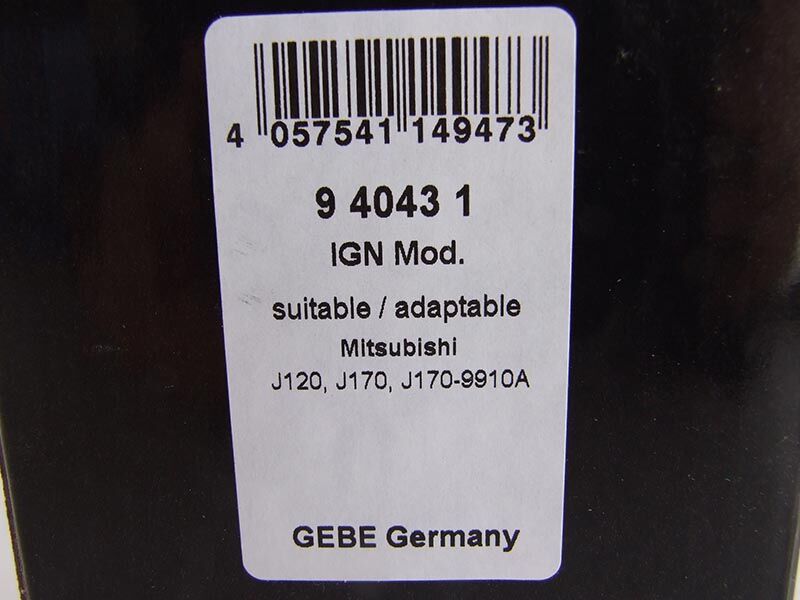 4 057541 149473
9 4043 1
IGN Mod.
suitable / adaptable
Mitsubishi
J120, J170, J170-9910A
GEBE Germany